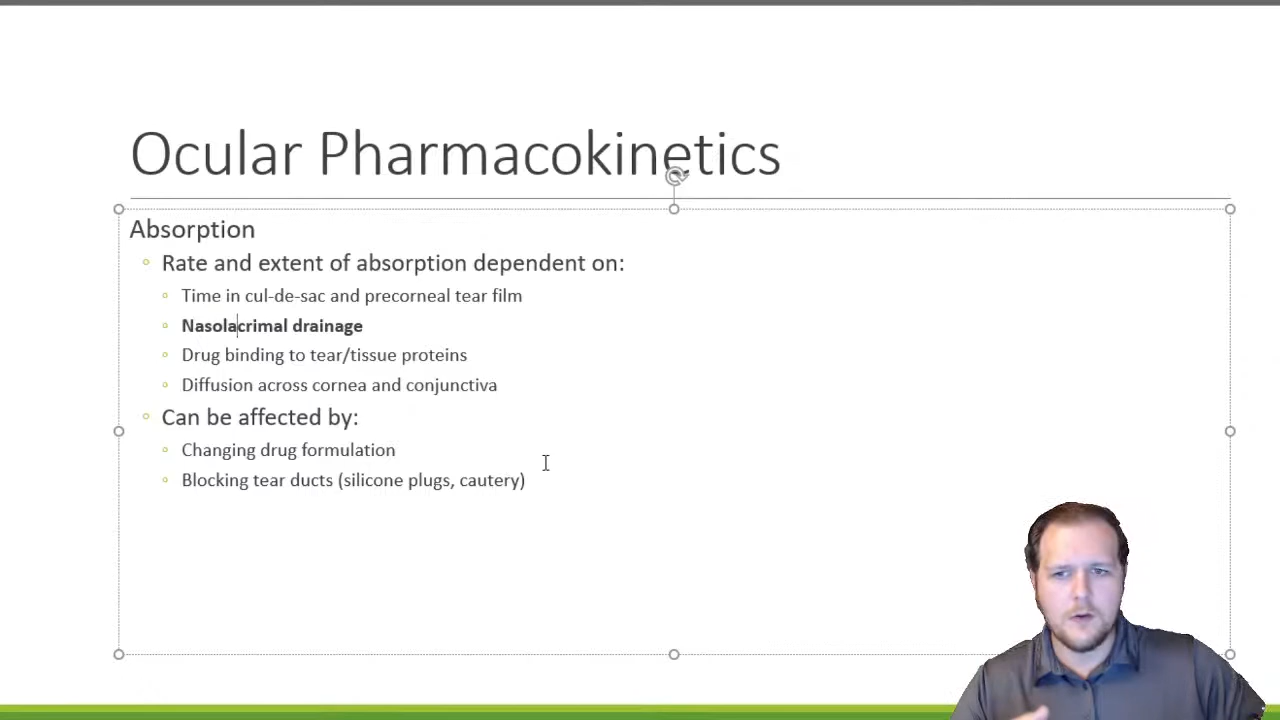 Ocular Pharmacokinetics
Absorption
Rate and extent of absorption dependent on:
Time in cul-de-sac and precorneal tear film
Nasolacrimal drainage
Drug binding to tear/tissue proteins
Diffusion across cornea and conjunctiva
Can be affected by:
Changing drug formulation
Blocking tear ducts (silicone plugs, cautery)